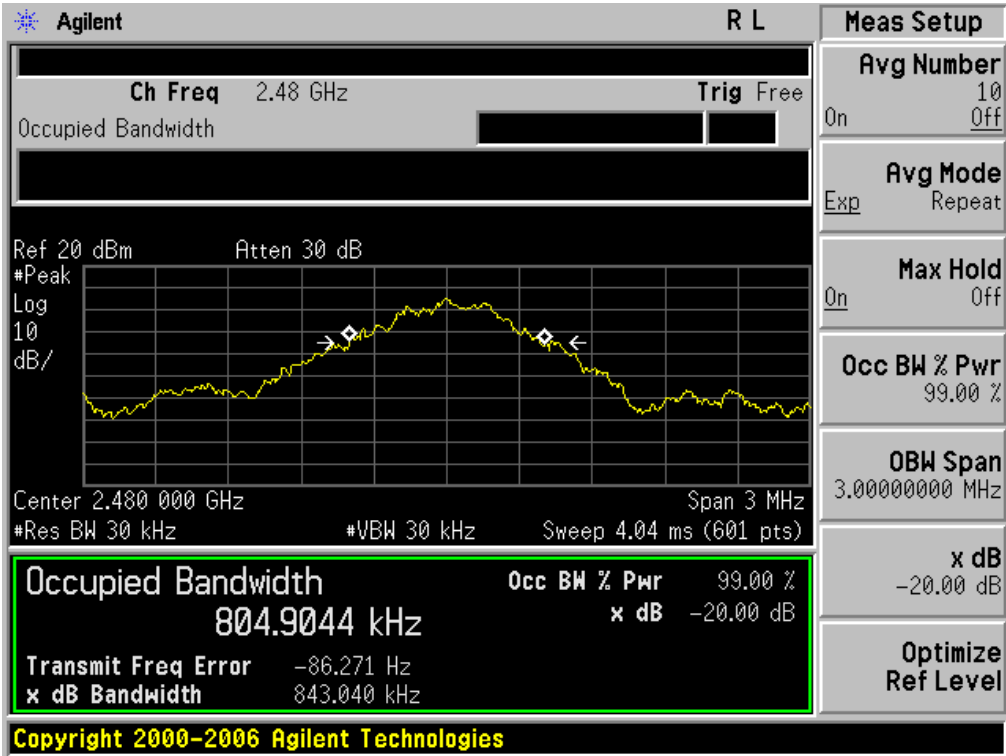 Agilent
R L
Meas Setup
Ch Freq 2.48 GHz
Trig Free
Occupied Bandwidth
Ref 20 dBm
Atten 30 dB
#Peak
Log
10
dB/
Center 2.480 000 GHz
Span 3 MHz
#Res BW 30 kHz
#VBW 30 kHz
Sweep 4.04 ms (601 pts)
Occupied Bandwidth
804.9044 kHz
Occ BW % Pwr 99.00 %
x dB -20.00 dB
Transmit Freq Error -86.271 Hz
x dB Bandwidth 843.040 kHz
Avg Number
10
On Off
Avg Mode
Exp Repeat
Max Hold
On Off
Occ BW % Pwr
99.00 %
OBW Span
3.00000000 MHz
x dB
-20.00 dB
Optimize
Ref Level
Copyright 2000-2006 Agilent Technologies